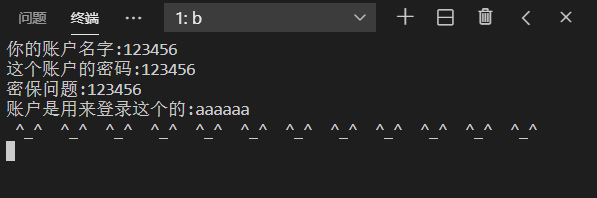 问题 终端 ··· 1: b
你的账户名字:123456
这个账户的密码:123456
密保问题:123456
账户是用来登录这个的:aaaaaa
^_^ ^_^ ^_^ ^_^ ^_^ ^_^ ^_^ ^_^ ^_^ ^_^ ^_^ ^_^